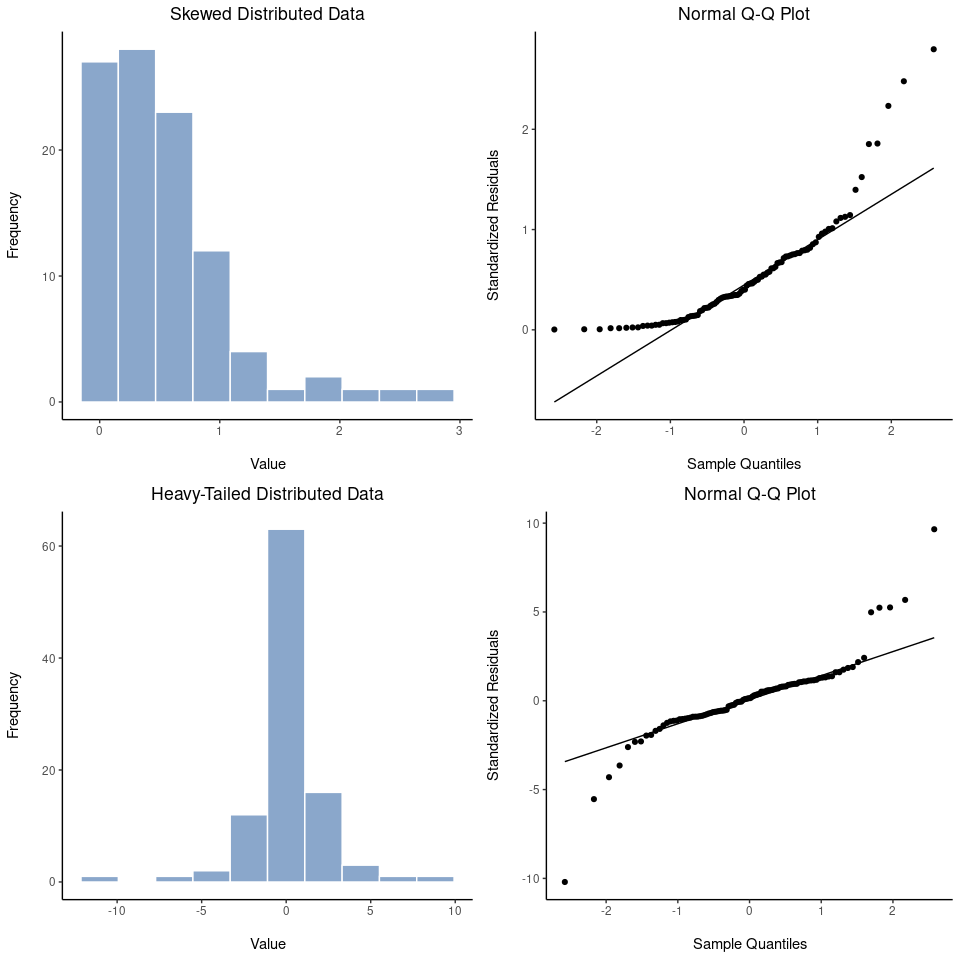 Skewed Distributed Data
Frequency
20
10
0
0 1 2 3
Value
Normal Q-Q Plot
Standardized Residuals
2
1
0
-2 -1 0 1 2
Sample Quantiles
Heavy-Tailed Distributed Data
Frequency
60
40
20
0
-10 -5 0 5 10
Value
Normal Q-Q Plot
Standardized Residuals
10
5
0
-5
-10
-2 -1 0 1 2
Sample Quantiles